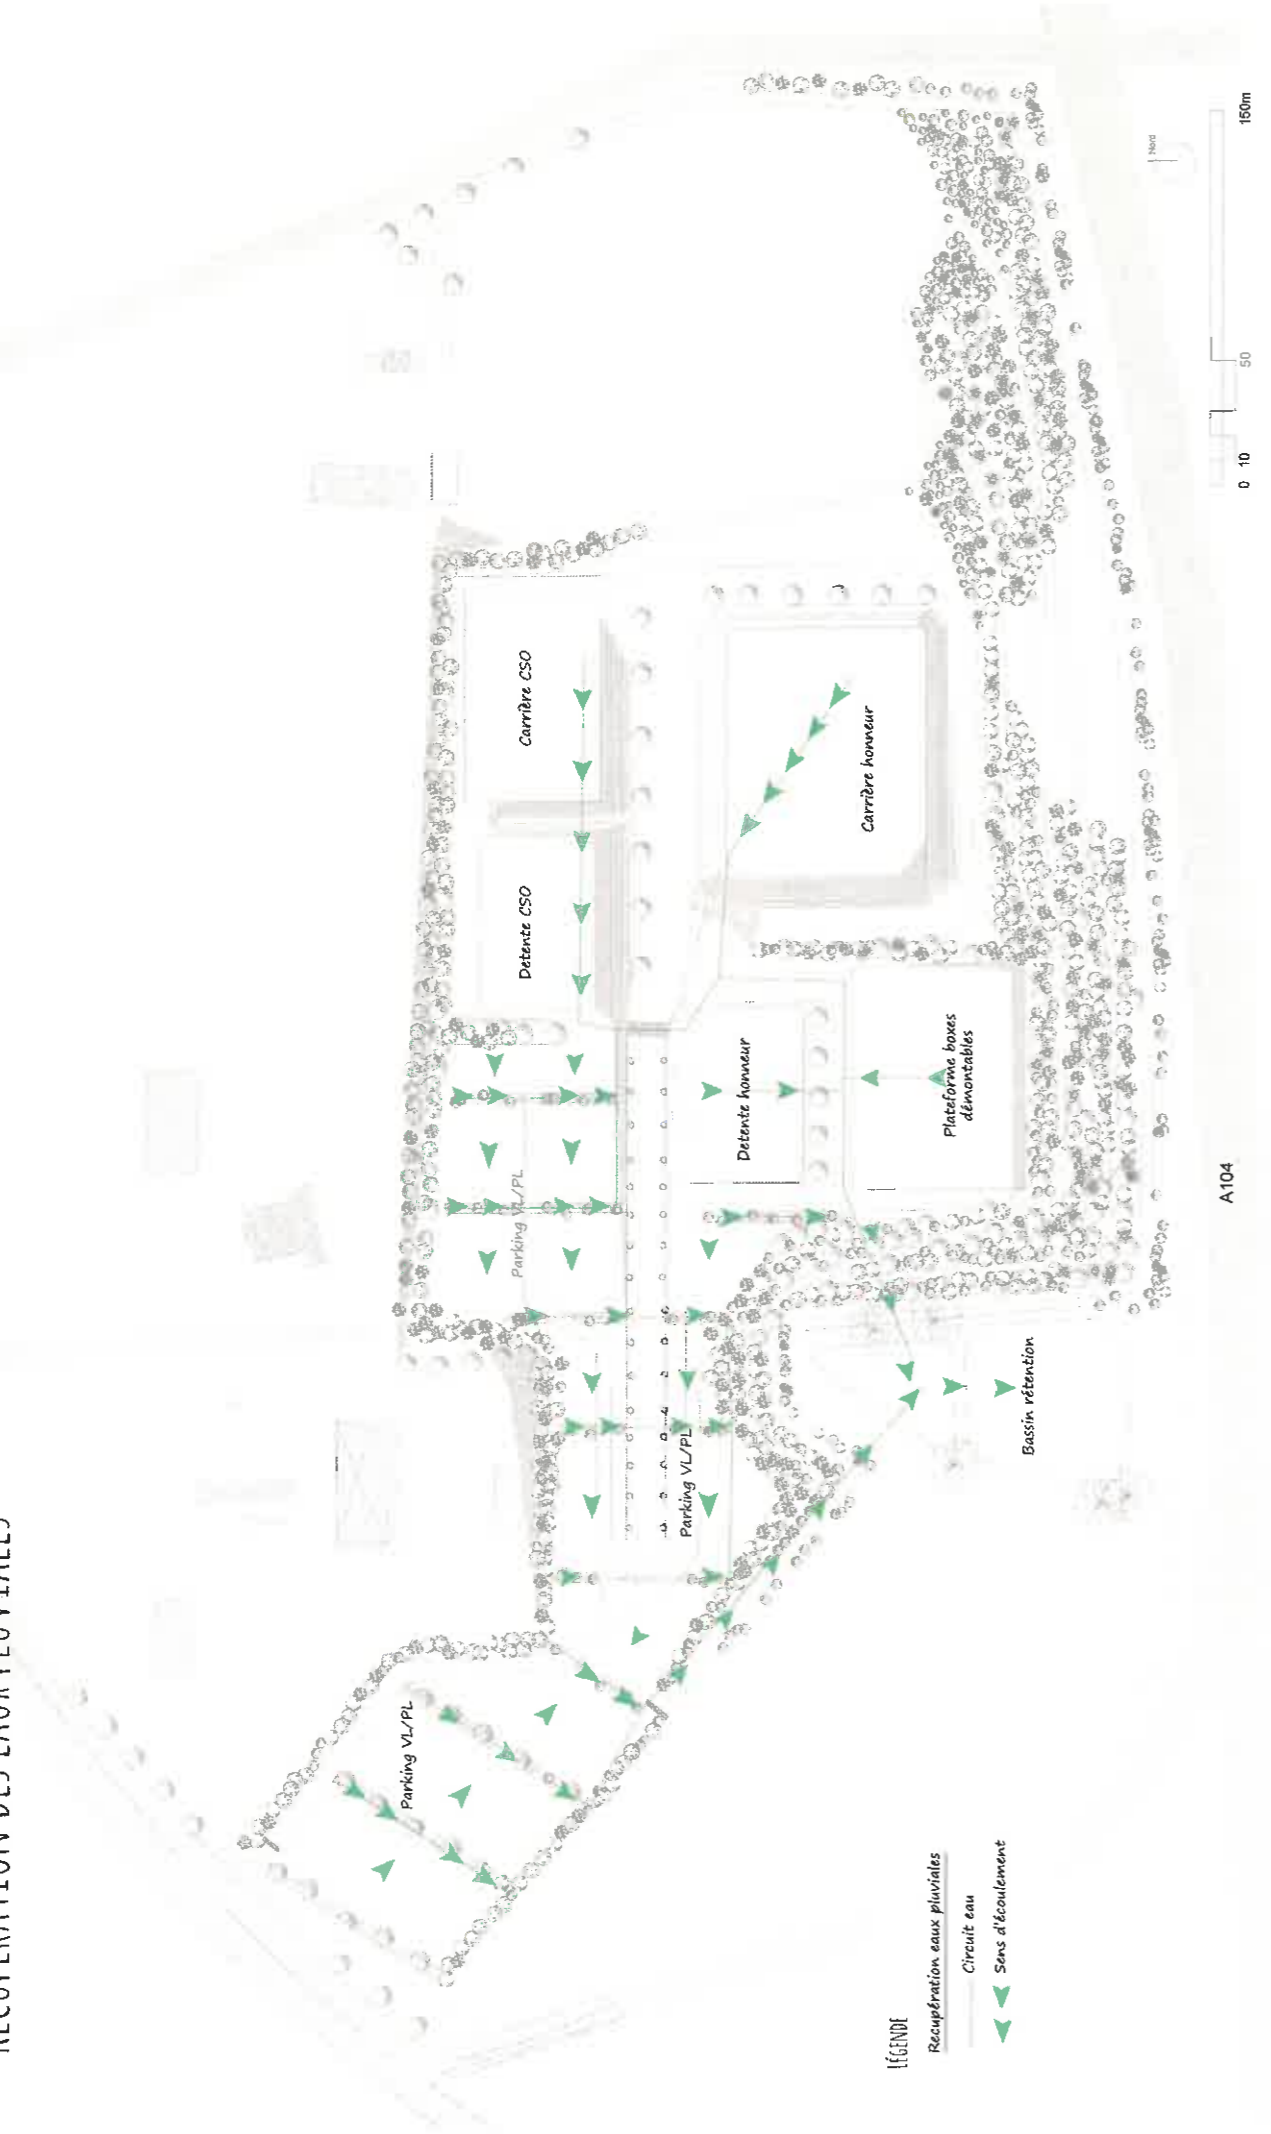 RECUPERATION DES EAUX PLUVIALES
Parking VL/PL
Parking VL/PL
Parking VL/PL
Detente CSO
Carrière CSO
Detente honneur
Carrière honneur
Plateforme boxes
démontables
Bassin rétention
LÉGENDE
Recupération eaux pluviales
Circuit eau
Sens d'écoulement
A104
Nord
0 10 50 150m